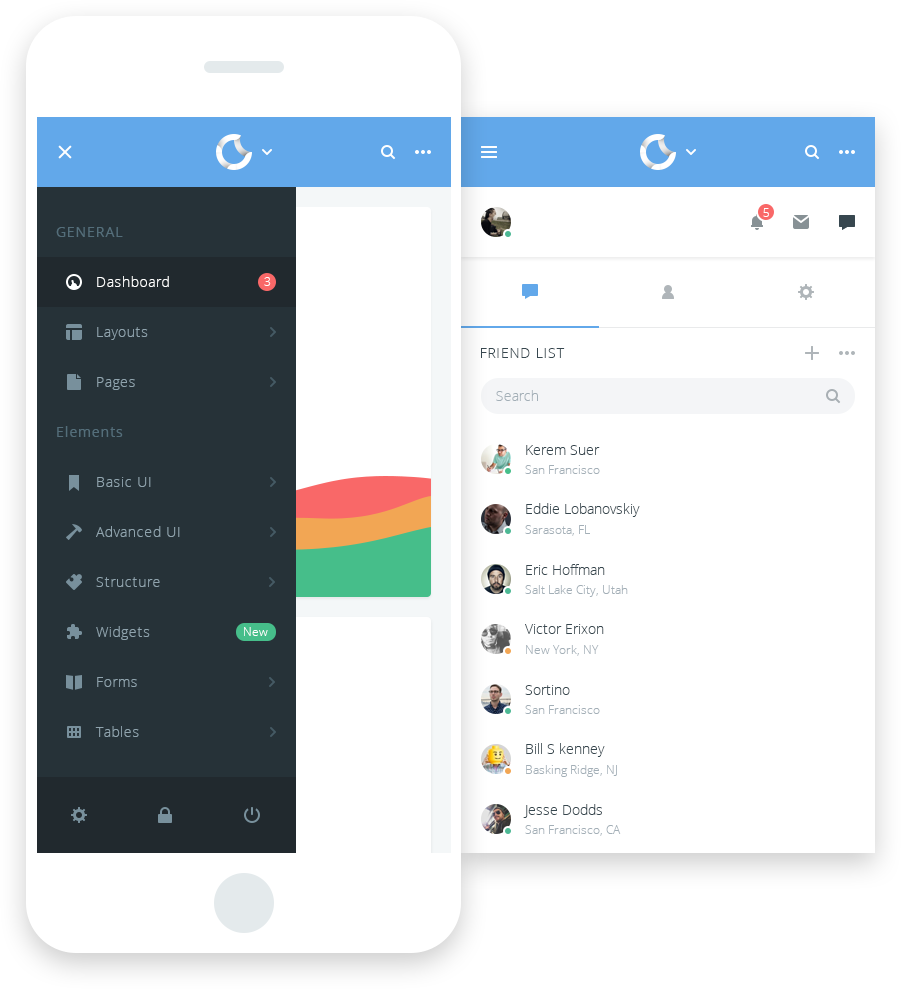 GENERAL
Dashboard 3
Layouts
Pages
Elements
Basic UI
Advanced UI
Structure
Widgets New
Forms
Tables
5
FRIEND LIST
Search
Kerem Suer
San Francisco
Eddie Lobanovskiy
Sarasota, FL
Eric Hoffman
Salt Lake City, Utah
Victor Erixon
New York, NY
Sortino
San Francisco
Bill S kenney
Basking Ridge, NJ
Jesse Dodds
San Francisco, CA